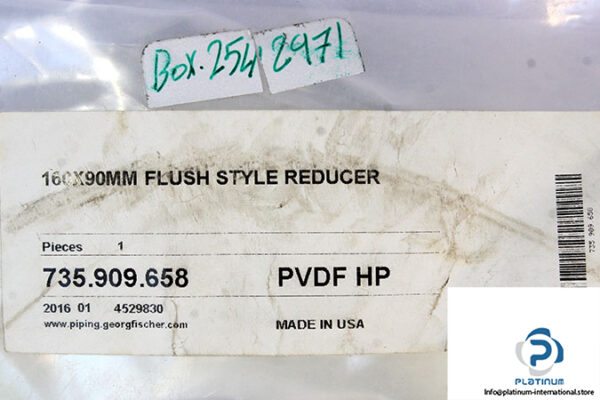 Box.254 2971
160X90MM FLUSH STYLE REDUCER
Pieces 1
735.909.658 PVDF HP
2016 01 4529830
www.piping.georgfischer.com MADE IN USA
735 909 658
PLATINUM
Info@platinum-international.store